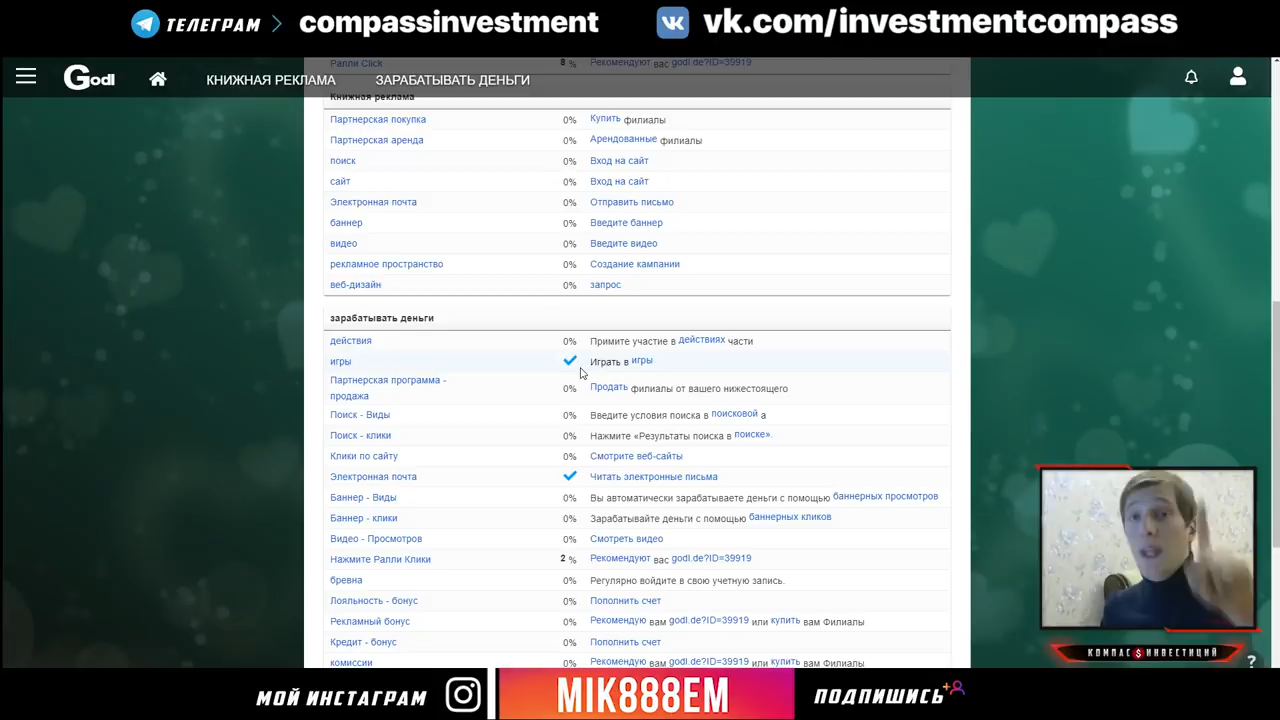 ТЕЛЕГРАМ > compassinvestment vk.com/investmentcompass
Godl КНИЖНАЯ РЕКЛАМА ЗАРАБАТЫВАТЬ ДЕНЬГИ
Ралли Click 8 % Рекомендуют вас godl.de?ID=39919
Книжная реклама
Партнерская покупка 0% Купить филиалы
Партнерская аренда 0% Арендованные филиалы
поиск 0% Вход на сайт
сайт 0% Вход на сайт
Электронная почта 0% Отправить письмо
баннер 0% Введите баннер
видео 0% Введите видео
рекламное пространство 0% Создание кампании
веб-дизайн 0% запрос
зарабатывать деньги
действия 0% Примите участие в действиях части
игры Играть в игры
Партнерская программа -
продажа 0% Продать филиалы от вашего нижестоящего
Поиск - Виды 0% Введите условия поиска в поисковой а
Поиск - клики 0% Нажмите «Результаты поиска в поиске».
Клики по сайту 0% Смотрите веб-сайты
Электронная почта Читать электронные письма
Баннер - Виды 0% Вы автоматически зарабатываете деньги с помощью баннерных просмотров
Баннер - клики 0% Зарабатывайте деньги с помощью баннерных кликов
Видео - Просмотров 0% Смотреть видео
Нажмите Ралли Клики 2 % Рекомендуют вас godl.de?ID=39919
бревна 0% Регулярно войдите в свою учетную запись.
Лояльность - бонус 0% Пополнить счет
Рекламный бонус 0% Рекомендую вам godl.de?ID=39919 или купить вам Филиалы
Кредит - бонус 0% Пополнить счет
комиссии 0% Рекомендую вам godl.de?ID=39919 или купить вам Филиалы
КОМПАС $ ИНВЕСТИЦИЙ
?
МОЙ ИНСТАГРАМ MIK888EM ПОДПИШИСЬ